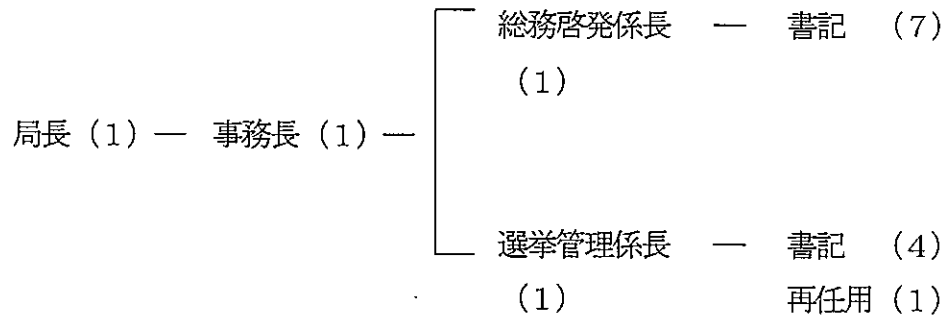 総務啓発係長 ― 書記 (7)
(1)
局長 (1) ― 事務長 (1) ―
選挙管理係長 ― 書記 (4)
(1) 再任用 (1)